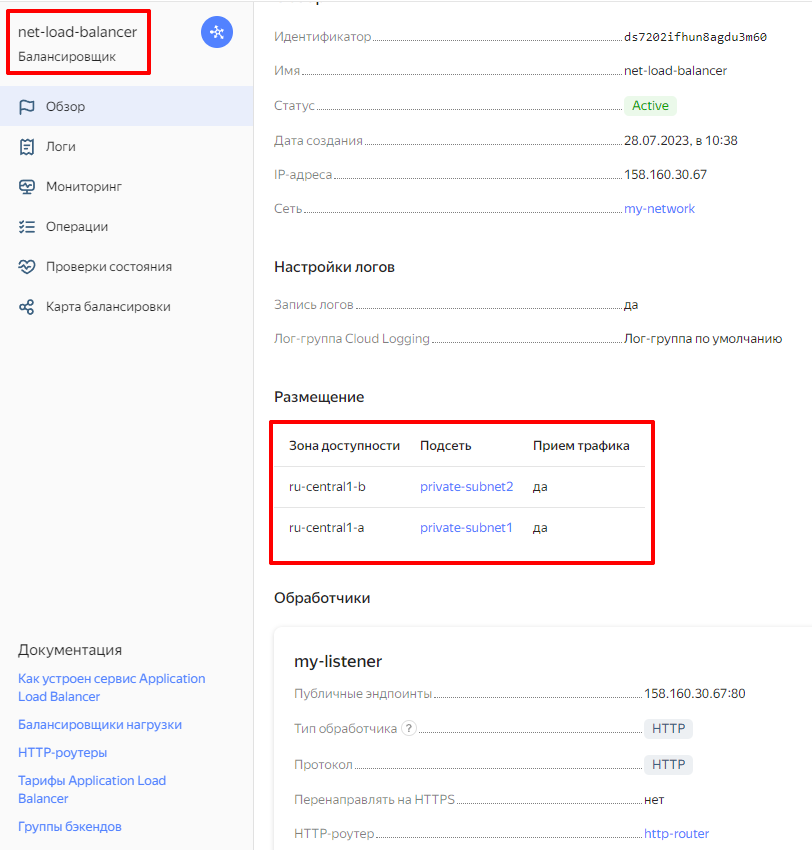 net-load-balancer
Балансировщик
Обзор
Логи
Мониторинг
Операции
Проверки состояния
Карта балансировки
Документация
Как устроен сервис Application
Load Balancer
Балансировщики нагрузки
HTTP-роутеры
Тарифы Application Load
Balancer
Группы бэкендов
Идентификатор ds7202ifhun8agdu3m60
Имя net-load-balancer
Статус Active
Дата создания 28.07.2023, в 10:38
IP-адреса 158.160.30.67
Сеть my-network
Настройки логов
Запись логов да
Лог-группа Cloud Logging Лог-группа по умолчанию
Размещение
Зона доступности Подсеть Прием трафика
ru-central1-b private-subnet2 да
ru-central1-a private-subnet1 да
Обработчики
my-listener
Публичные эндпоинты 158.160.30.67:80
Тип обработчика ? HTTP
Протокол HTTP
Перенаправлять на HTTPS нет
HTTP-роутер http-router